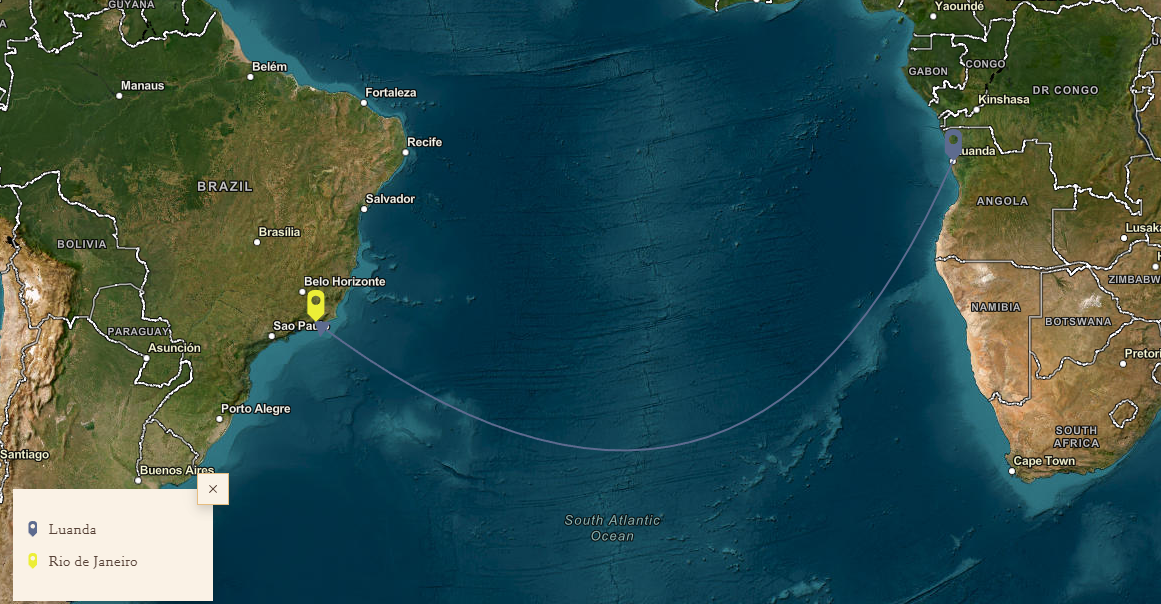 GUYANA
Yaoundé
Belém
Manaus
Fortaleza
GABON
CONGO
DR CONGO
Kinshasa
Recife
Luanda
BRAZIL
Salvador
ANGOLA
Brasília
Lusaka
BOLIVIA
Belo Horizonte
ZIMBABW
NAMIBIA
BOTSWANA
Sao Pau
PARAGUAY
Asunción
Pretori
Porto Alegre
SOUTH
AFRICA
Santiago
Cape Town
Buenos Aires
South Atlantic
Ocean
Luanda
Rio de Janeiro